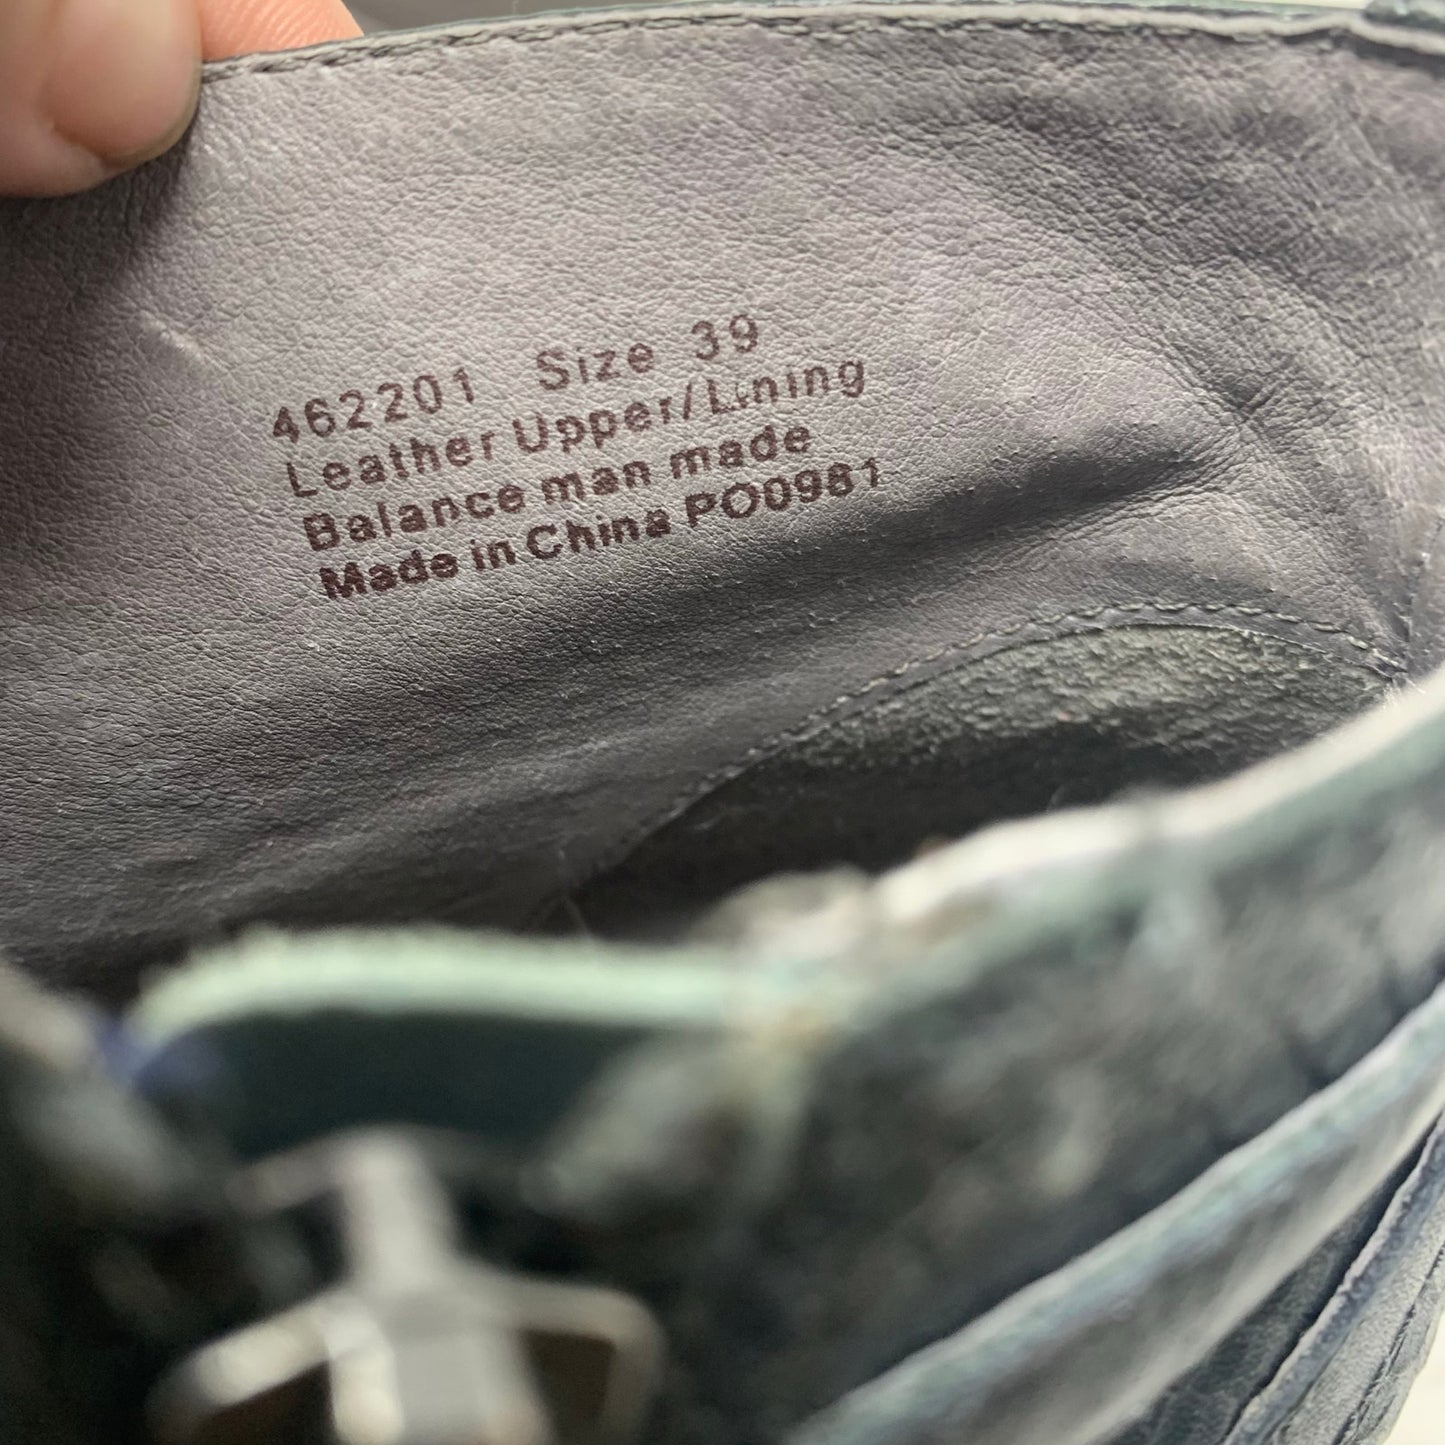 462201 Size 39
Leather Upper/Lining
Balance man made
Made in China PO0981